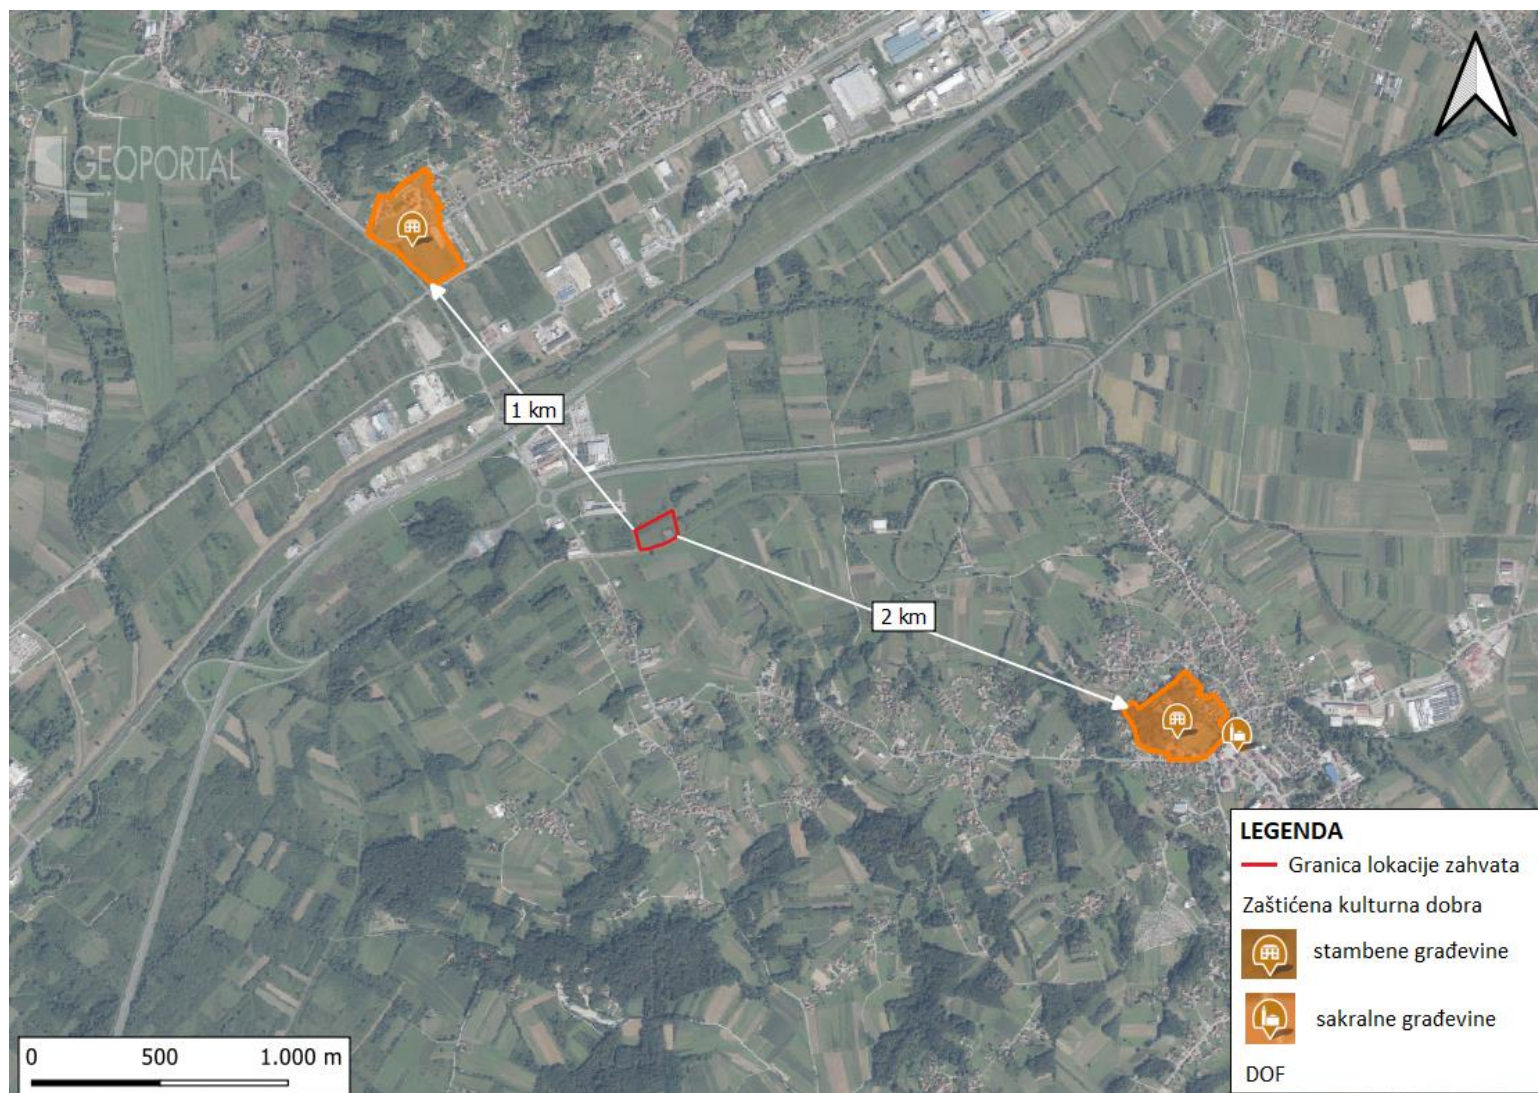 GEOPORTAL
1 km
2 km
LEGENDA
Granica lokacije zahvata
Zaštićena kulturna dobra
stambene građevine
sakralne građevine
DOF
0 500 1.000 m